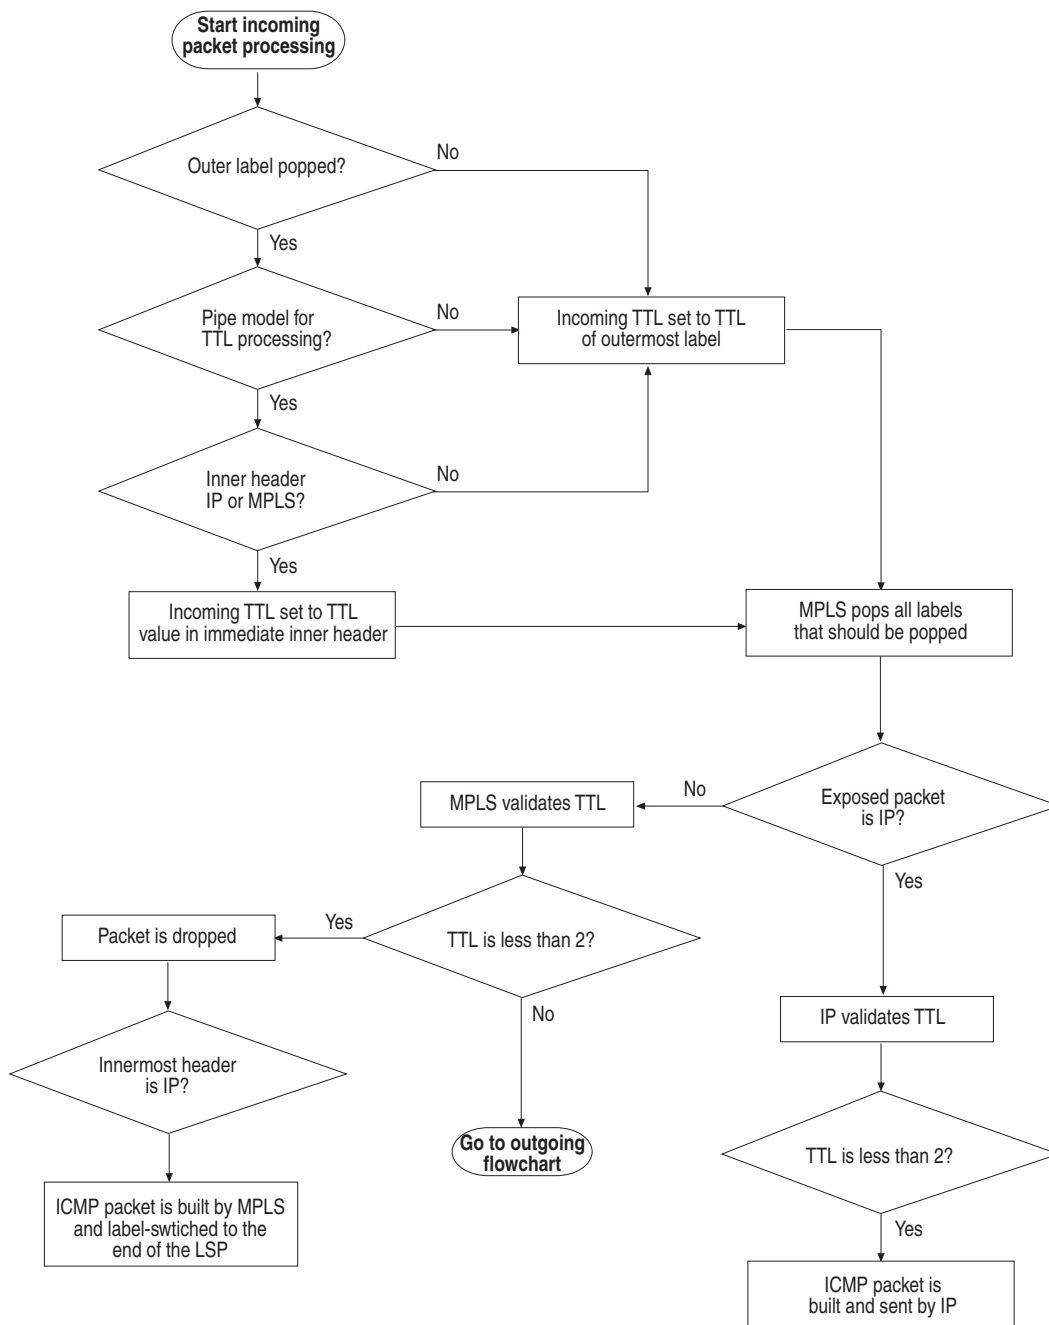 Start incoming
packet processing
Outer label popped?
No
Yes
Pipe model for
TTL processing?
No
Incoming TTL set to TTL
of outermost label
Yes
Inner header
IP or MPLS?
No
Yes
Incoming TTL set to TTL
value in immediate inner header
MPLS pops all labels
that should be popped
Exposed packet
is IP?
No
MPLS validates TTL
Yes
TTL is less than 2?
Yes
Packet is dropped
No
IP validates TTL
Innermost header
is IP?
Go to outgoing
flowchart
TTL is less than 2?
ICMP packet is built by MPLS
and label-swtiched to the
end of the LSP
Yes
ICMP packet is
built and sent by IP